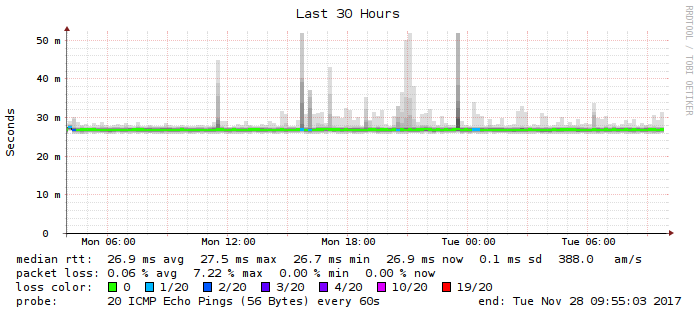 Last 30 Hours
RRDTOOL / TOBI OETIKER
Seconds
50 m
40 m
30 m
20 m
10 m
0
Mon 06:00 Mon 12:00 Mon 18:00 Tue 00:00 Tue 06:00
median rtt: 26.9 ms avg 27.5 ms max 26.7 ms min 26.9 ms now 0.1 ms sd 388.0 am/s
packet loss: 0.06 % avg 7.22 % max 0.00 % min 0.00 % now
loss color: 0 1/20 2/20 3/20 4/20 10/20 19/20
probe: 20 ICMP Echo Pings (56 Bytes) every 60s end: Tue Nov 28 09:55:03 2017